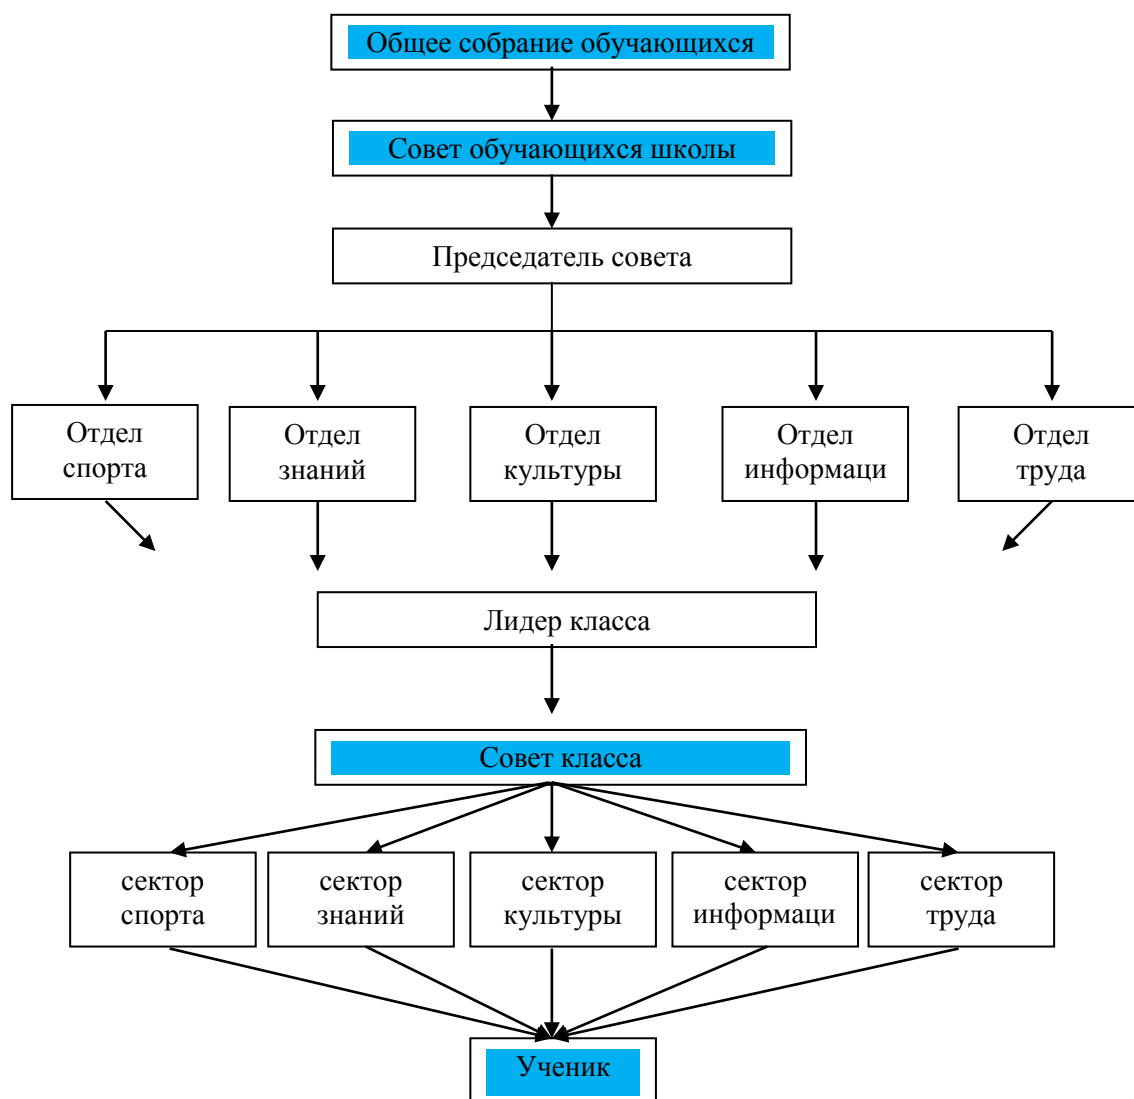 Общее собрание обучающихся
Совет обучающихся школы
Председатель совета
Отдел
спорта
Отдел
знаний
Отдел
культуры
Отдел
информаци
Отдел
труда
Лидер класса
Совет класса
сектор
спорта
сектор
знаний
сектор
культуры
сектор
информаци
сектор
труда
Ученик